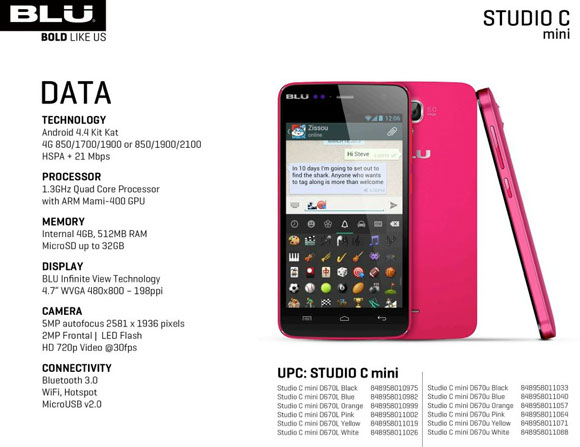 BLU
BOLD LIKE US
STUDIO C
mini
DATA
TECHNOLOGY
Android 4.4 Kit Kat
4G 850/1700/1900 or 850/1900/2100
HSPA + 21 Mbps
PROCESSOR
1.3GHz Quad Core Processor
with ARM Mami-400 GPU
MEMORY
Internal 4GB, 512MB RAM
MicroSD up to 32GB
DISPLAY
BLU Infinite View Technology
4.7" WVGA 480x800 – 198ppi
CAMERA
5MP autofocus 2581 x 1936 pixels
2MP Frontal | LED Flash
HD 720p Video @30fps
CONNECTIVITY
Bluetooth 3.0
WiFi, Hotspot
MicroUSB v2.0
BLU
12:06
Zissou
online
Hi Steve
In 10 days I'm going to set out to
find the shark. Anyone who wants
to tag along is more than welcome
BLU
UPC: STUDIO C mini
Studio C mini D670L Black 848958010975
Studio C mini D670L Blue 848958010982
Studio C mini D670L Orange 848958010999
Studio C mini D670L Pink 848958011002
Studio C mini D670L Yellow 848958011019
Studio C mini D670L White 848958011026
Studio C mini D670u Black 848958011033
Studio C mini D670u Blue 848958011040
Studio C mini D670u Orange 848958011057
Studio C mini D670u Pink 848958011064
Studio C mini D670u Yellow 848958011071
Studio C mini D670u White 848958011088